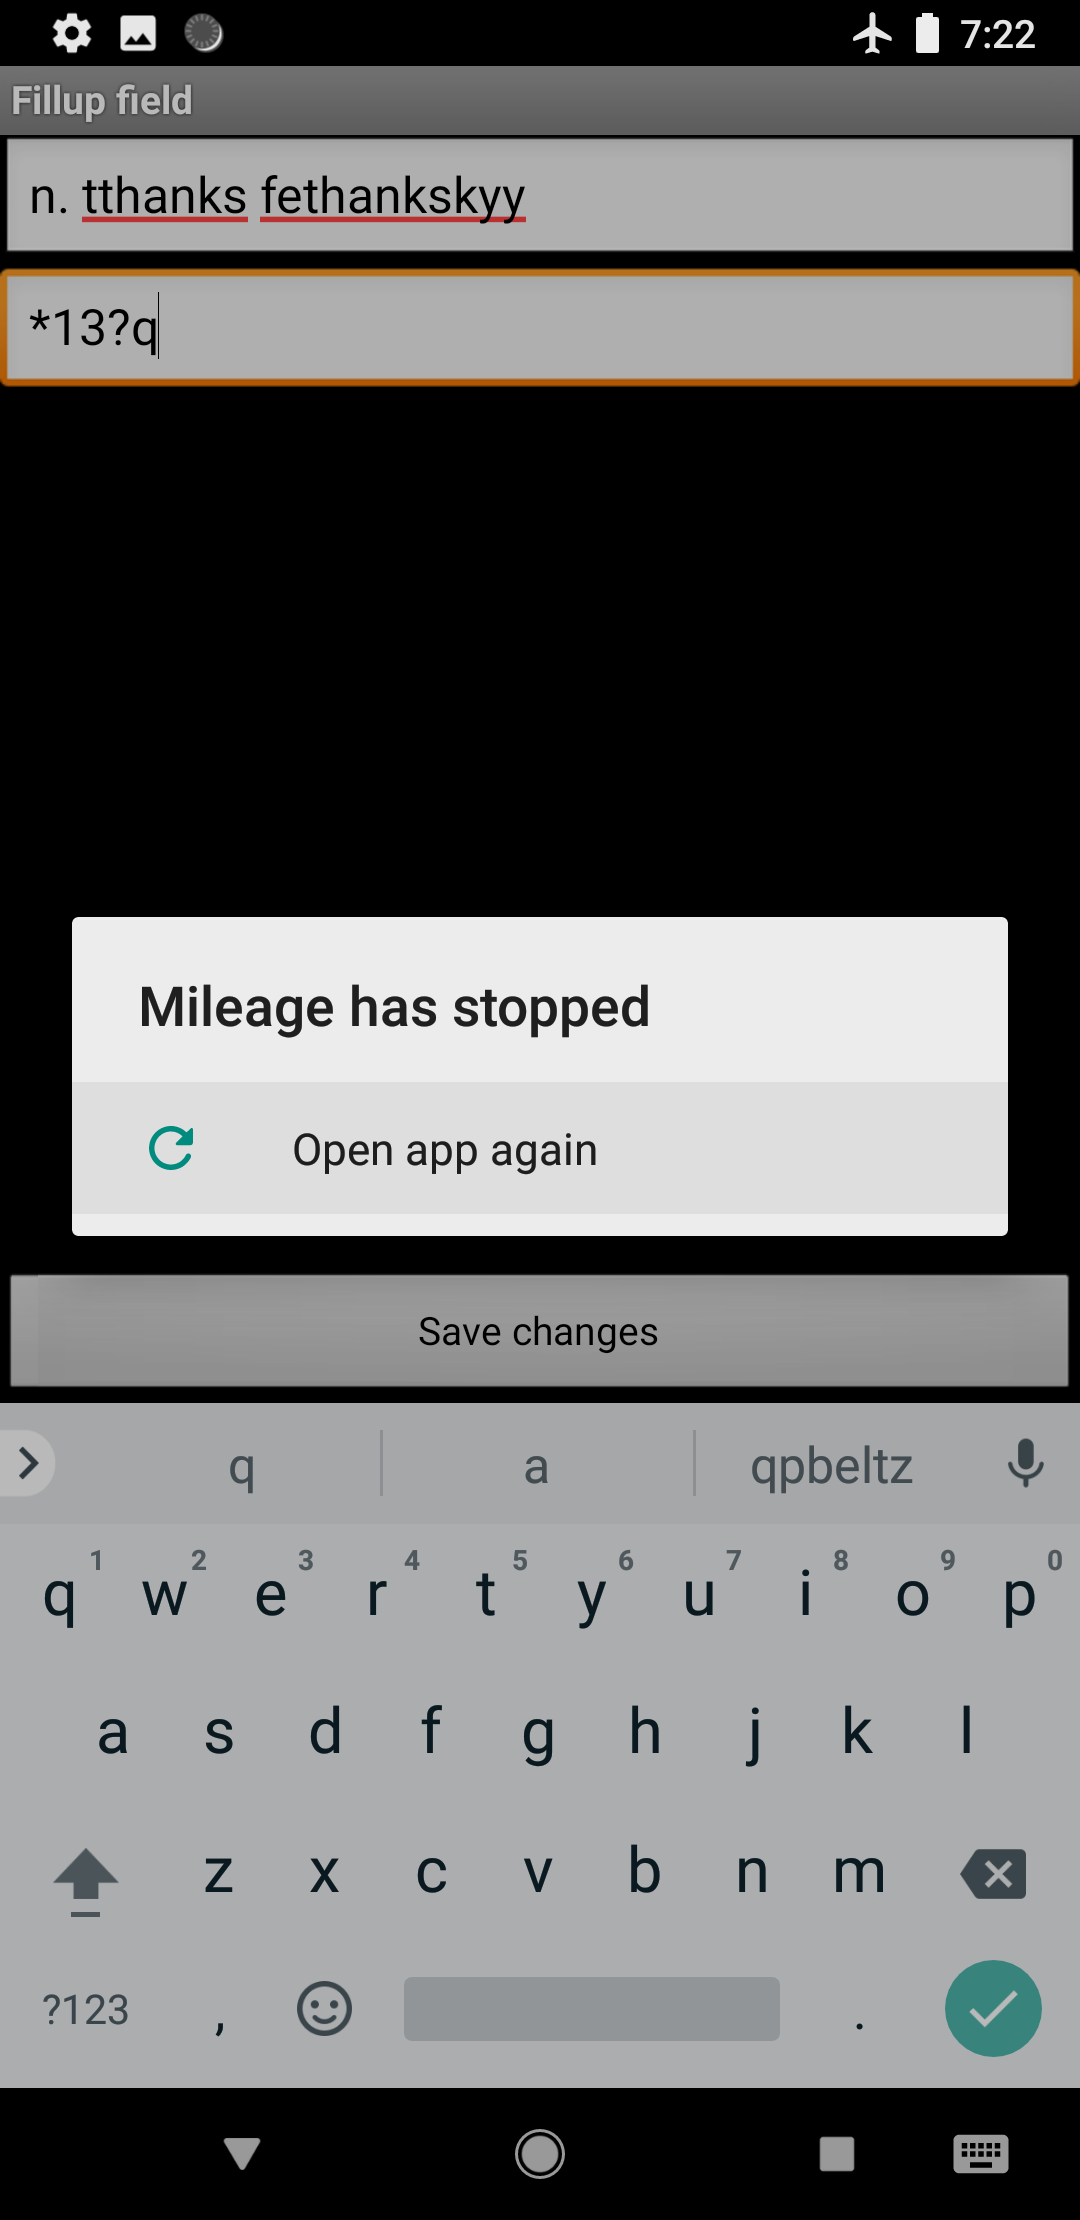 7:22
Fillup field
n. tthanks fethankskyy
*13?q
Mileage has stopped
Open app again
Save changes
q a qpbeltz
1 2 3 4 5 6 7 8 9 0
q w e r t y u i o p
a s d f g h j k l
z x c v b n m
?123 , .